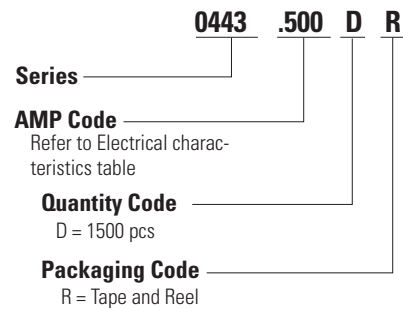 0443 .500 D R
Series
AMP Code
Refer to Electrical charac-
teristics table
Quantity Code
D = 1500 pcs
Packaging Code
R = Tape and Reel